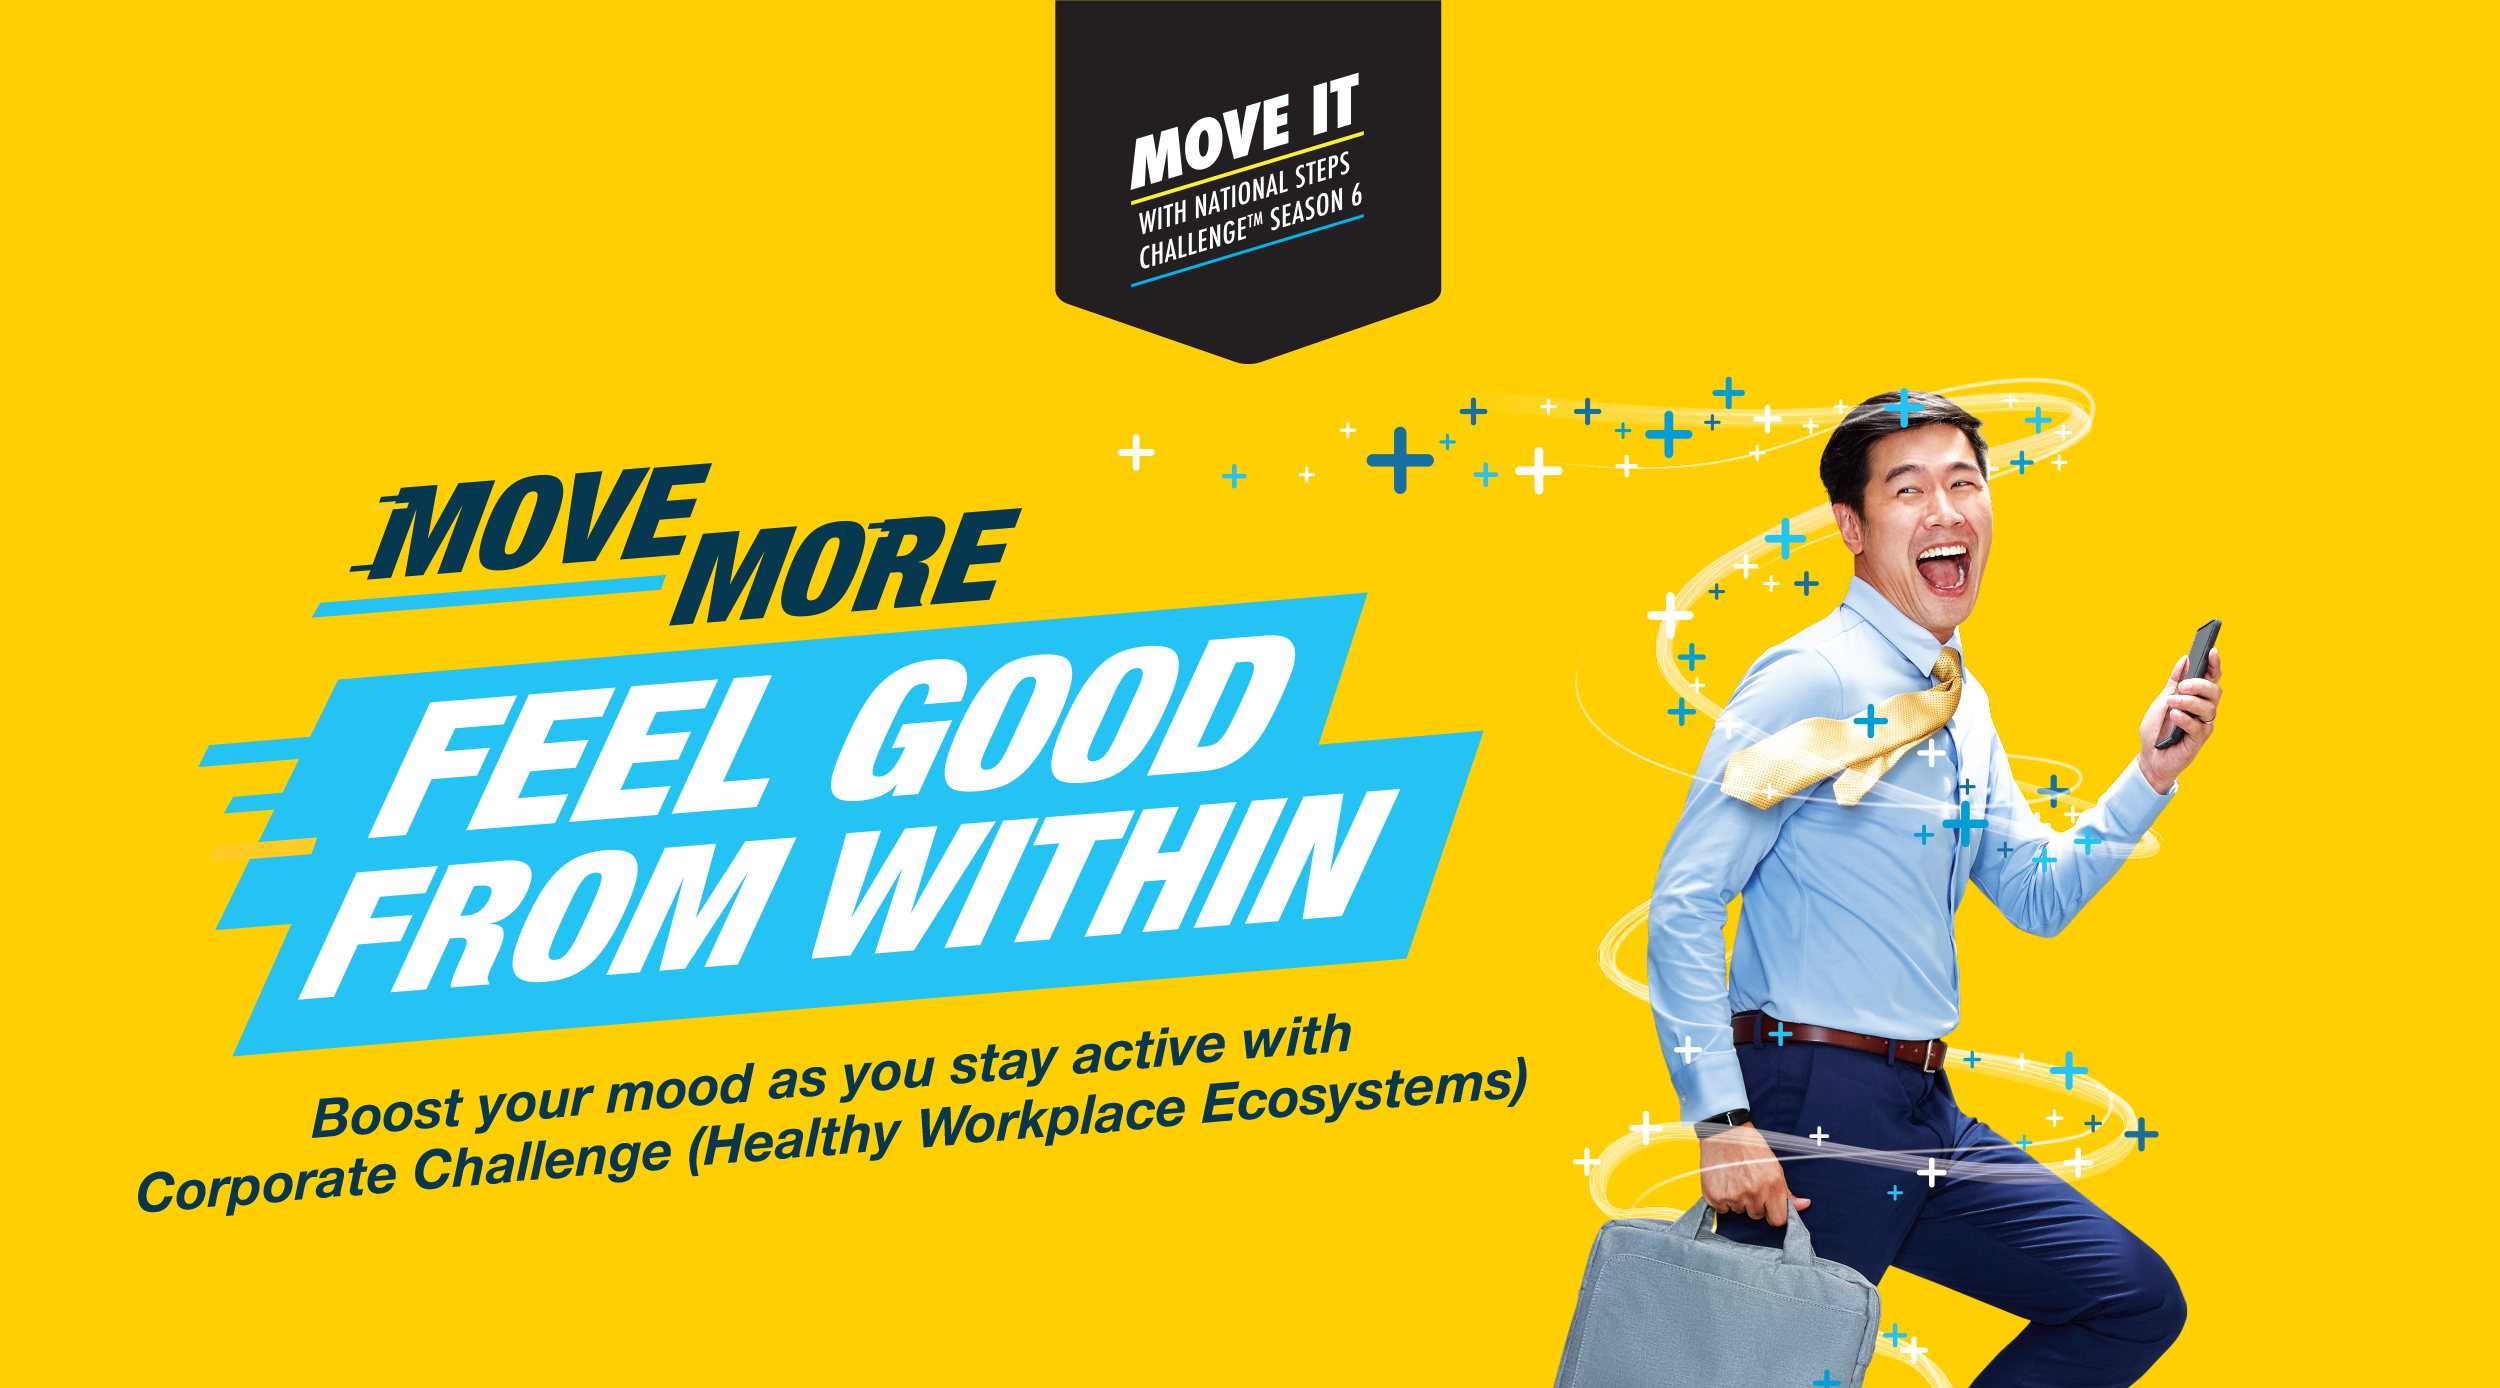 MOVE IT
WITH NATIONAL STEPS
CHALLENGE™ SEASON 6
MOVE
MORE
FEEL GOOD
FROM WITHIN
Boost your mood as you stay active with
Corporate Challenge (Healthy Workplace Ecosystems)